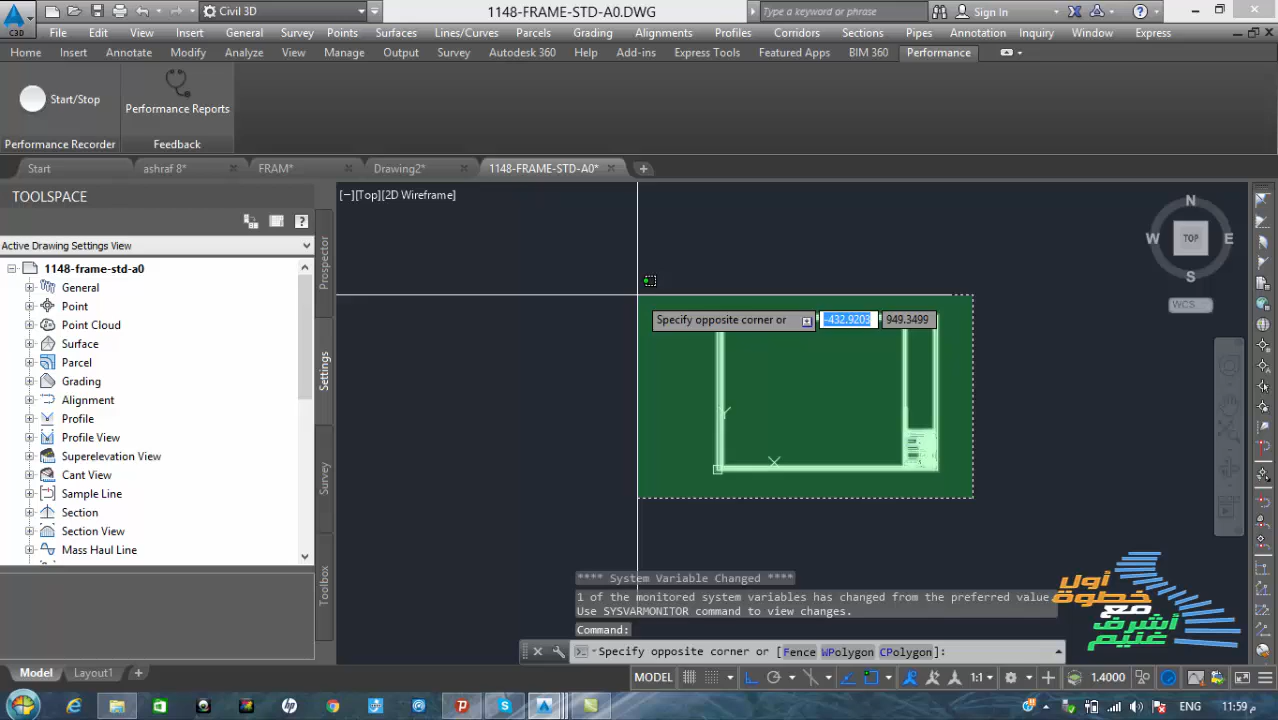 Civil 3D
1148-FRAME-STD-A0.DWG
Type a keyword or phrase
Sign In
C3D
File Edit View Insert General Survey Points Surfaces Lines/Curves Parcels Grading Alignments Profiles Corridors Sections Pipes Annotation Inquiry Window Express
Home Insert Annotate Modify Analyze View Manage Output Survey Autodesk 360 Help Add-ins Express Tools Featured Apps BIM 360 Performance
Start/Stop
Performance Reports
Performance Recorder
Feedback
Start ashraf 8* FRAM* Drawing2* 1148-FRAME-STD-A0*
TOOLSPACE
[−][Top][2D Wireframe]
Active Drawing Settings View
1148-frame-std-a0
General
Point
Point Cloud
Surface
Parcel
Grading
Alignment
Profile
Profile View
Superelevation View
Cant View
Sample Line
Section
Section View
Mass Haul Line
Prospector
Settings
Survey
Toolbox
N
W TOP E
S
WCS
Specify opposite corner or -432.9203 949.3499
Y
X
**** System Variable Changed ****
1 of the monitored system variables has changed from the preferred value.
Use SYSVARMONITOR command to view changes.
Command:
Specify opposite corner or [Fence WPolygon CPolygon]:
أول
خطوة
مع
أشرف
غنيم
Model Layout1
MODEL 1:1 1.4000
ENG 11:59 م